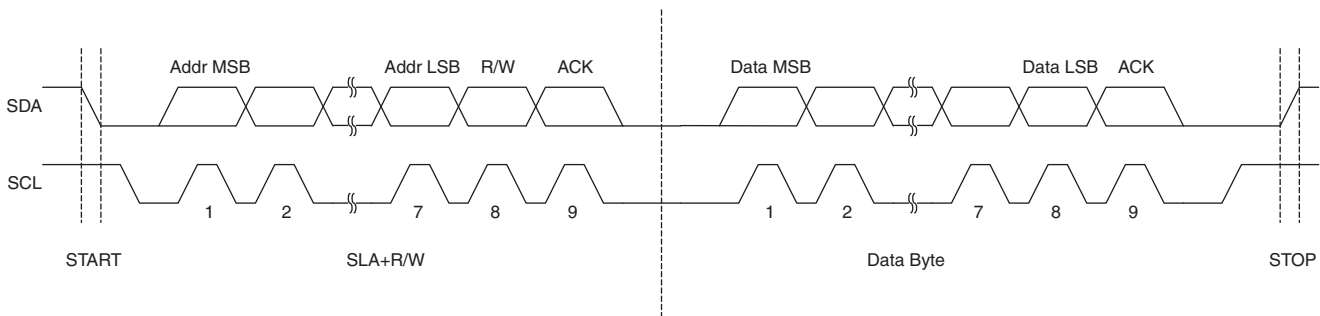 Addr MSB Addr LSB R/W ACK Data MSB Data LSB ACK
SDA
SCL
1 2 7 8 9 1 2 7 8 9
START SLA+R/W Data Byte STOP